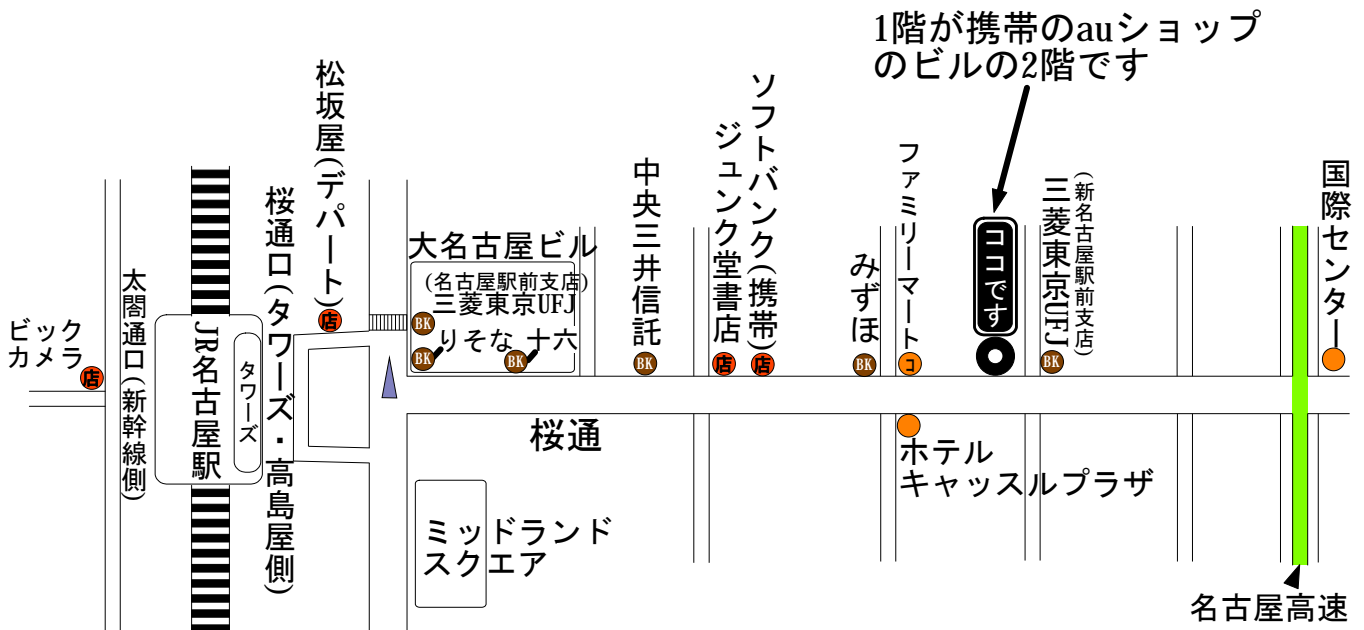 1階が携帯のauショップ
のビルの2階です
松坂屋(デパート)
店
桜通口(タワーズ・高島屋側)
太閤通口(新幹線側)
ビック
カメラ
店
JR名古屋駅
タワーズ
大名古屋ビル
(名古屋駅前支店)
三菱東京UFJ
BK
りそな
BK
十六
BK
中央三井信託
BK
ジュンク堂書店
店
ソフトバンク(携帯)
店
みずほ
BK
ファミリーマート
コ
ココです
三菱東京UFJ
(新名古屋駅前支店)
BK
国際センター
桜通
ホテル
キャッスルプラザ
ミッドランド
スクエア
名古屋高速